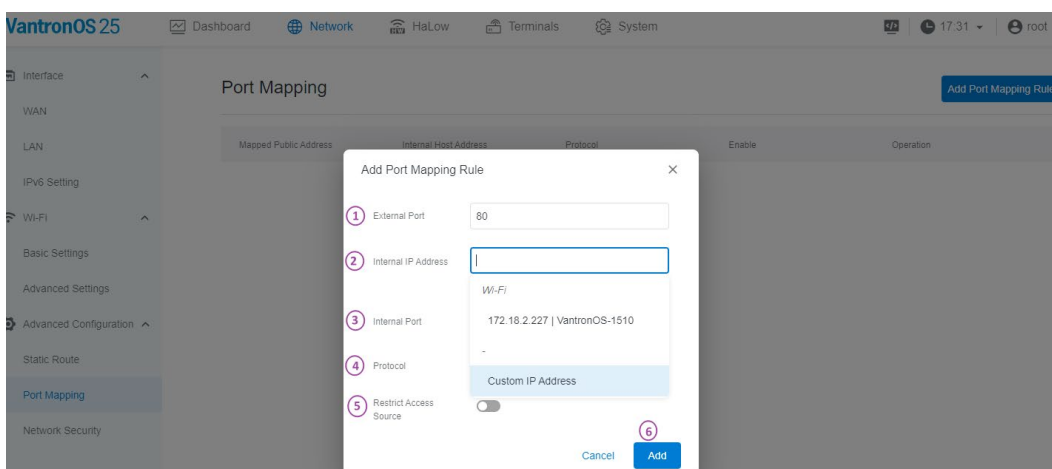 VantronOS 25
Dashboard
Network
HaLow
Terminals
System
17:31
root
Interface
WAN
LAN
IPv6 Setting
Wi-Fi
Basic Settings
Advanced Settings
Advanced Configuration
Static Route
Port Mapping
Network Security
Port Mapping
Add Port Mapping Rule
Mapped Public Address
Internal Host Address
Protocol
Enable
Operation
Add Port Mapping Rule
1 External Port
80
2 Internal IP Address
Wi-Fi
172.18.2.227 | VantronOS-1510
-
Custom IP Address
3 Internal Port
4 Protocol
5 Restrict Access
Source
6
Cancel
Add